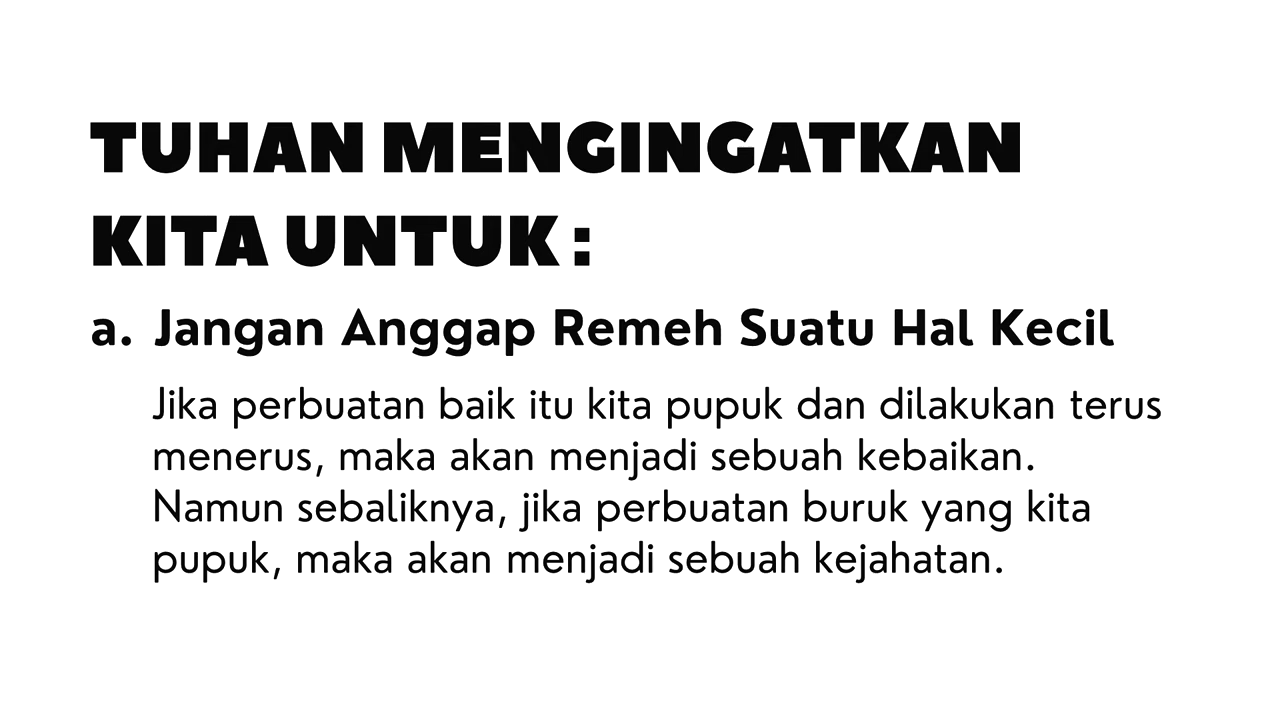 TUHAN MENGINGATKAN
KITA UNTUK :
a. Jangan Anggap Remeh Suatu Hal Kecil
Jika perbuatan baik itu kita pupuk dan dilakukan terus
menerus, maka akan menjadi sebuah kebaikan.
Namun sebaliknya, jika perbuatan buruk yang kita
pupuk, maka akan menjadi sebuah kejahatan.